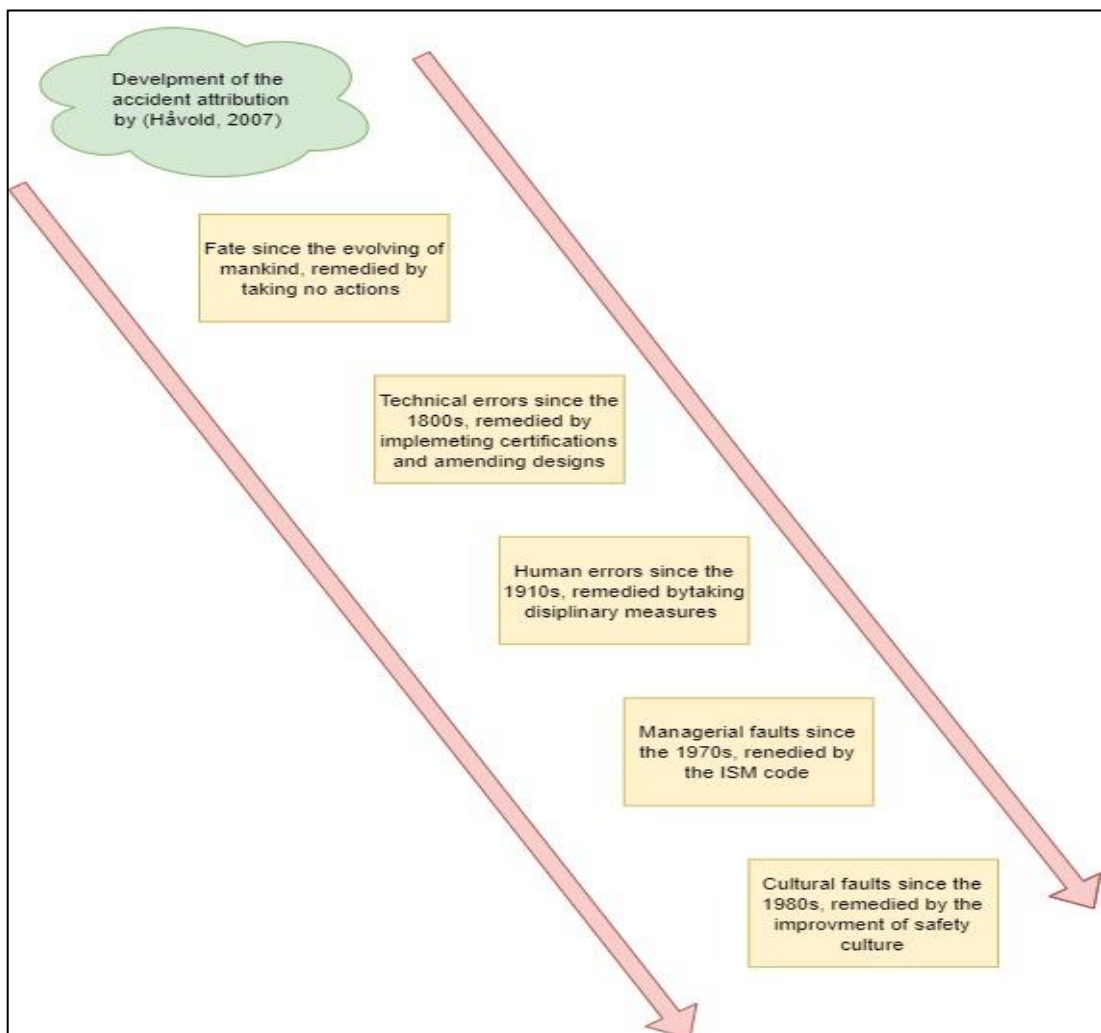 Develpment of the
accident attribution
by (Håvold, 2007)
Fate since the evolving of
mankind, remedied by
taking no actions
Technical errors since the
1800s, remedied by
implemeting certifications
and amending designs
Human errors since the
1910s, remedied bytaking
disiplinary measures
Managerial faults since
the 1970s, renedied by
the ISM code
Cultural faults since the
1980s, remedied by the
improvment of safety
culture